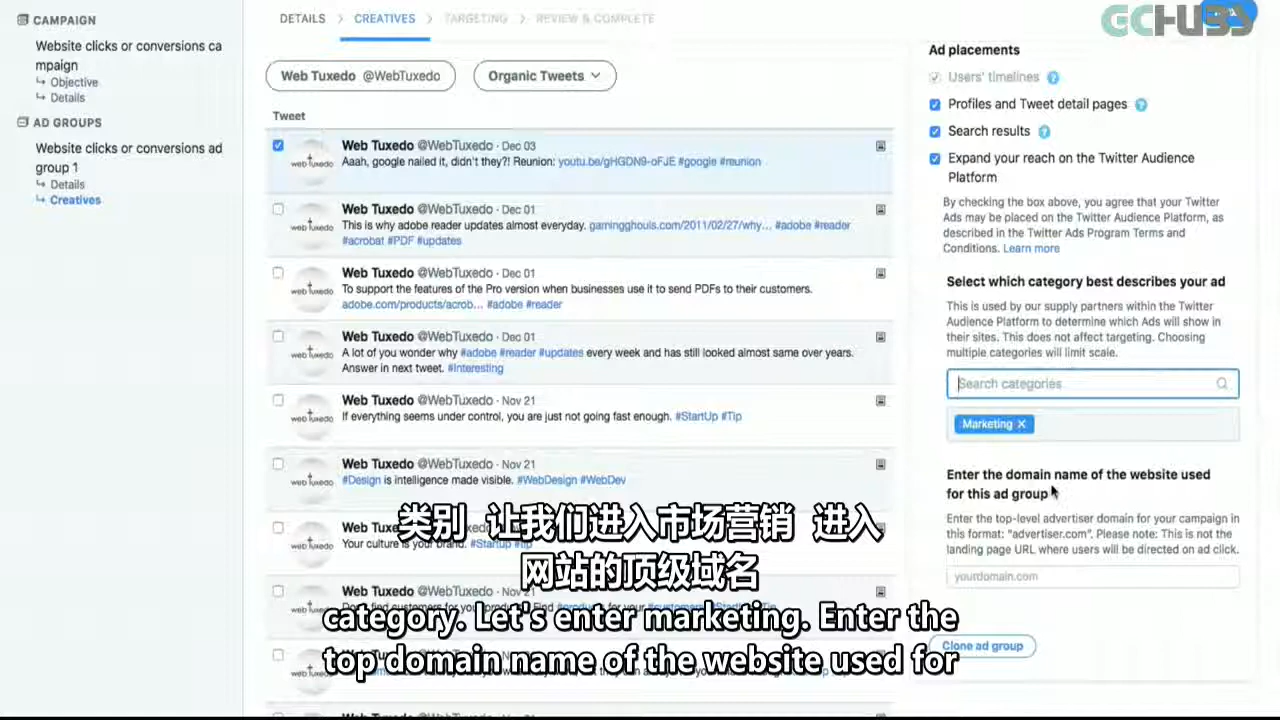 CAMPAIGN
Website clicks or conversions ca
mpaign
Objective
Details
AD GROUPS
Website clicks or conversions ad
group 1
Details
Creatives
DETAILS > CREATIVES > TARGETING > REVIEW & COMPLETE
GCHUBS
Web Tuxedo @WebTuxedo
Organic Tweets
Tweet
Web Tuxedo @WebTuxedo · Dec 03
Aaah, google nailed it, didn't they?! Reunion: youtu.be/gHGDN9-oFJE #google #reunion
Web Tuxedo @WebTuxedo · Dec 01
This is why adobe reader updates almost everyday. gamingghouls.com/2011/02/27/why... #adobe #reader
#acrobat #PDF #updates
Web Tuxedo @WebTuxedo · Dec 01
To support the features of the Pro version when businesses use it to send PDFs to their customers.
adobe.com/products/acrob... #adobe #reader
Web Tuxedo @WebTuxedo · Dec 01
A lot of you wonder why #adobe #reader #updates every week and has still looked almost same over years.
Answer in next tweet. #Interesting
Web Tuxedo @WebTuxedo · Nov 21
If everything seems under control, you are just not going fast enough. #StartUp #Tip
Web Tuxedo @WebTuxedo · Nov 21
#Design is intelligence made visible. #WebDesign #WebDev
Your culture is your brand. #Startup #tip
Web Tuxedo @WebTuxedo · Nov 21
Ad placements
Users' timelines
Profiles and Tweet detail pages
Search results
Expand your reach on the Twitter Audience
Platform
By checking the box above, you agree that your Twitter
Ads may be placed on the Twitter Audience Platform, as
described in the Twitter Ads Program Terms and
Conditions. Learn more
Select which category best describes your ad
This is used by our supply partners within the Twitter
Audience Platform to determine which Ads will show in
their sites. This does not affect targeting. Choosing
multiple categories will limit scale.
Search categories
Marketing ×
Enter the domain name of the website used
for this ad group
Enter the top-level advertiser domain for your campaign in
this format: "advertiser.com". Please note: This is not the
landing page URL where users will be directed on ad click.
yourdomain.com
Clone ad group
类别 让我们进入市场营销 进入
网站的顶级域名
category. Let's enter marketing. Enter the
top domain name of the website used for